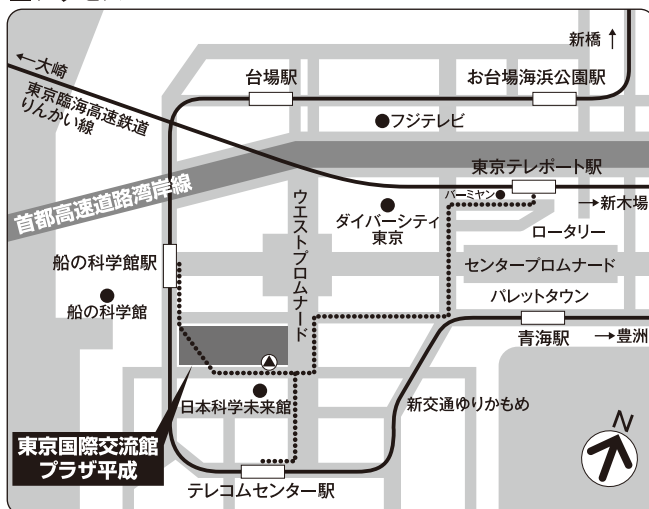 新橋↑
←大崎
東京臨海高速鉄道
りんかい線
台場駅
お台場海浜公園駅
●フジテレビ
首都高速道路湾岸線
東京テレポート駅
バーミヤン●
→新木場
ダイバーシティ
東京
ウエストプロムナード
ロータリー
センタープロムナード
船の科学館駅
船の科学館
パレットタウン
青海駅
→豊洲
日本科学未来館
新交通ゆりかもめ
東京国際交流館
プラザ平成
テレコムセンター駅
N